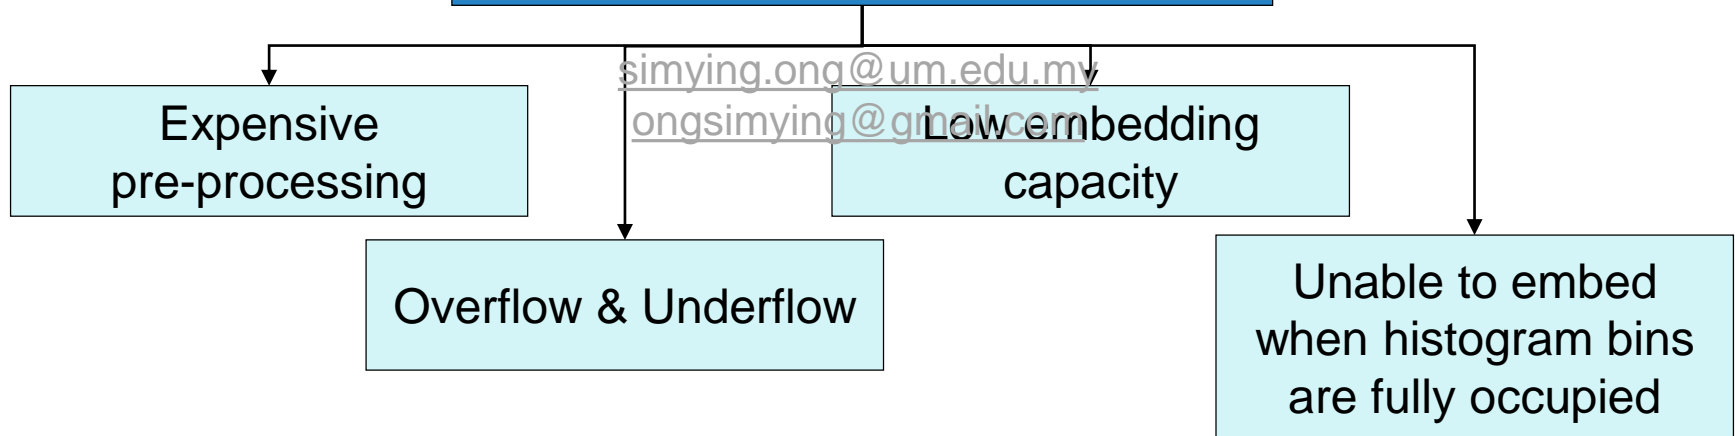 simying.ong@um.edu.my
ongsimying@gmail.com
Expensive
pre-processing
Low embedding
capacity
Overflow & Underflow
Unable to embed
when histogram bins
are fully occupied